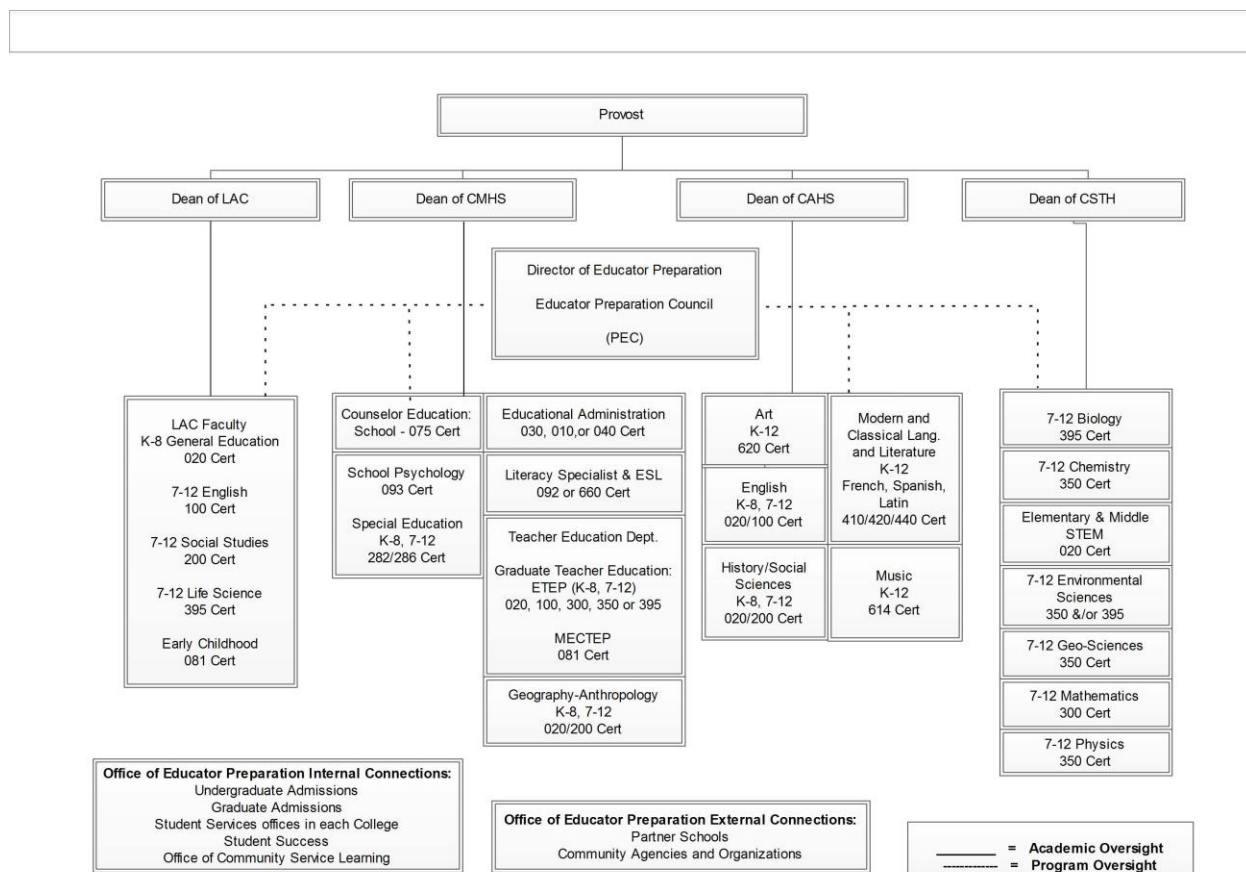 Provost
Dean of LAC
Dean of CMHS
Dean of CAHS
Dean of CSTH
Director of Educator Preparation
Educator Preparation Council
(PEC)
LAC Faculty
K-8 General Education
020 Cert
7-12 English
100 Cert
7-12 Social Studies
200 Cert
7-12 Life Science
395 Cert
Early Childhood
081 Cert
Counselor Education:
School - 075 Cert
School Psychology
093 Cert
Special Education
K-8, 7-12
282/286 Cert
Educational Administration
030, 010,or 040 Cert
Literacy Specialist & ESL
092 or 660 Cert
Teacher Education Dept.
Graduate Teacher Education:
ETEP (K-8, 7-12)
020, 100, 300, 350 or 395
MECTEP
081 Cert
Geography-Anthropology
K-8, 7-12
020/200 Cert
Art
K-12
620 Cert
English
K-8, 7-12
020/100 Cert
History/Social
Sciences
K-8, 7-12
020/200 Cert
Modern and
Classical Lang.
and Literature
K-12
French, Spanish,
Latin
410/420/440 Cert
Music
K-12
614 Cert
7-12 Biology
395 Cert
7-12 Chemistry
350 Cert
Elementary & Middle
STEM
020 Cert
7-12 Environmental
Sciences
350 &/or 395
7-12 Geo-Sciences
350 Cert
7-12 Mathematics
300 Cert
7-12 Physics
350 Cert
Office of Educator Preparation Internal Connections:
Undergraduate Admissions
Graduate Admissions
Student Services offices in each College
Student Success
Office of Community Service Learning
Office of Educator Preparation External Connections:
Partner Schools
Community Agencies and Organizations
= Academic Oversight
= Program Oversight